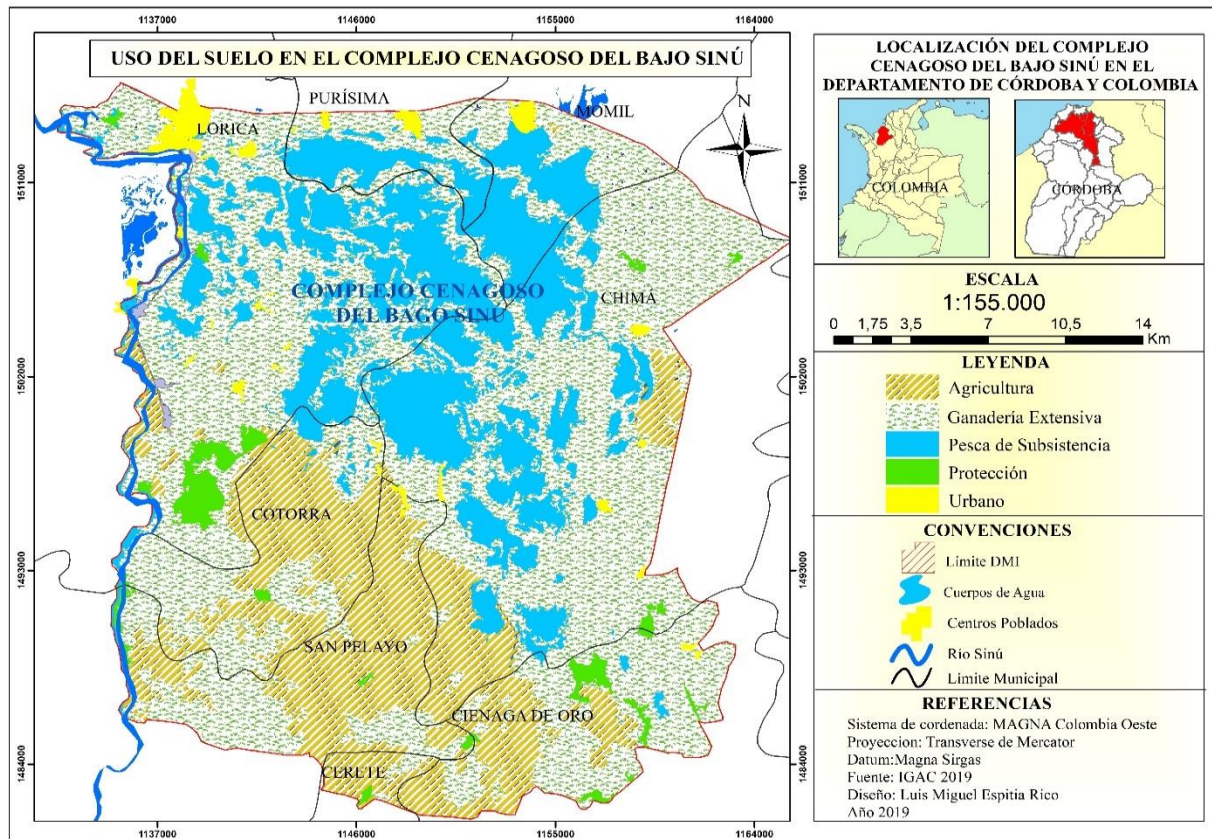 1137000
1146000
1155000
1164000
USO DEL SUELO EN EL COMPLEJO CENAGOSO DEL BAJO SINÚ
PURÍSIMA
MOMIL
N
LORICA
1511000
1511000
COMPLEJO CENAGOSO
DEL BAGO SINÚ
CHIMÁ
1502000
1502000
COTORRA
1493000
1493000
SAN PELAYO
CIENAGA DE ORO
1484000
1484000
CERETE
1137000
1146000
1155000
1164000
LOCALIZACIÓN DEL COMPLEJO
CENAGOSO DEL BAJO SINÚ EN EL
DEPARTAMENTO DE CÓRDOBA Y COLOMBIA
COLOMBIA
CÓRDOBA
ESCALA
1:155.000
0 1,75 3,5 7 10,5 14
Km
LEYENDA
Agricultura
Ganadería Extensiva
Pesca de Subsistencia
Protección
Urbano
CONVENCIONES
Límite DMI
Cuerpos de Agua
Centros Poblados
Río Sinú
Límite Municipal
REFERENCIAS
Sistema de cordenada: MAGNA Colombia Oeste
Proyeccion: Transverse de Mercator
Datum:Magna Sirgas
Fuente: IGAC 2019
Diseño: Luis Miguel Espitia Rico
Año 2019